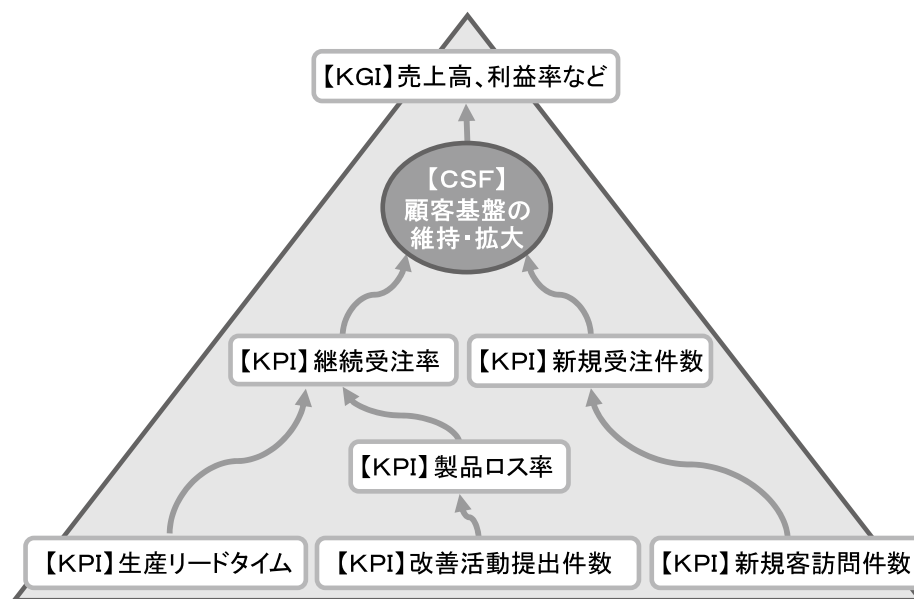 【KGI】売上高、利益率など
【CSF】
顧客基盤の
維持・拡大
【KPI】継続受注率
【KPI】新規受注件数
【KPI】製品ロス率
【KPI】生産リードタイム
【KPI】改善活動提出件数
【KPI】新規客訪問件数